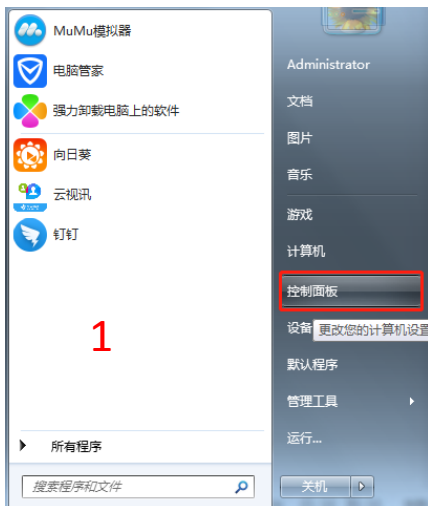 MuMu模拟器
电脑管家
强力卸载电脑上的软件
向日葵
云视讯
钉钉
1
所有程序
搜索程序和文件
Administrator
文档
图片
音乐
游戏
计算机
控制面板
设备
更改您的计算机设置
默认程序
管理工具
运行...
关机